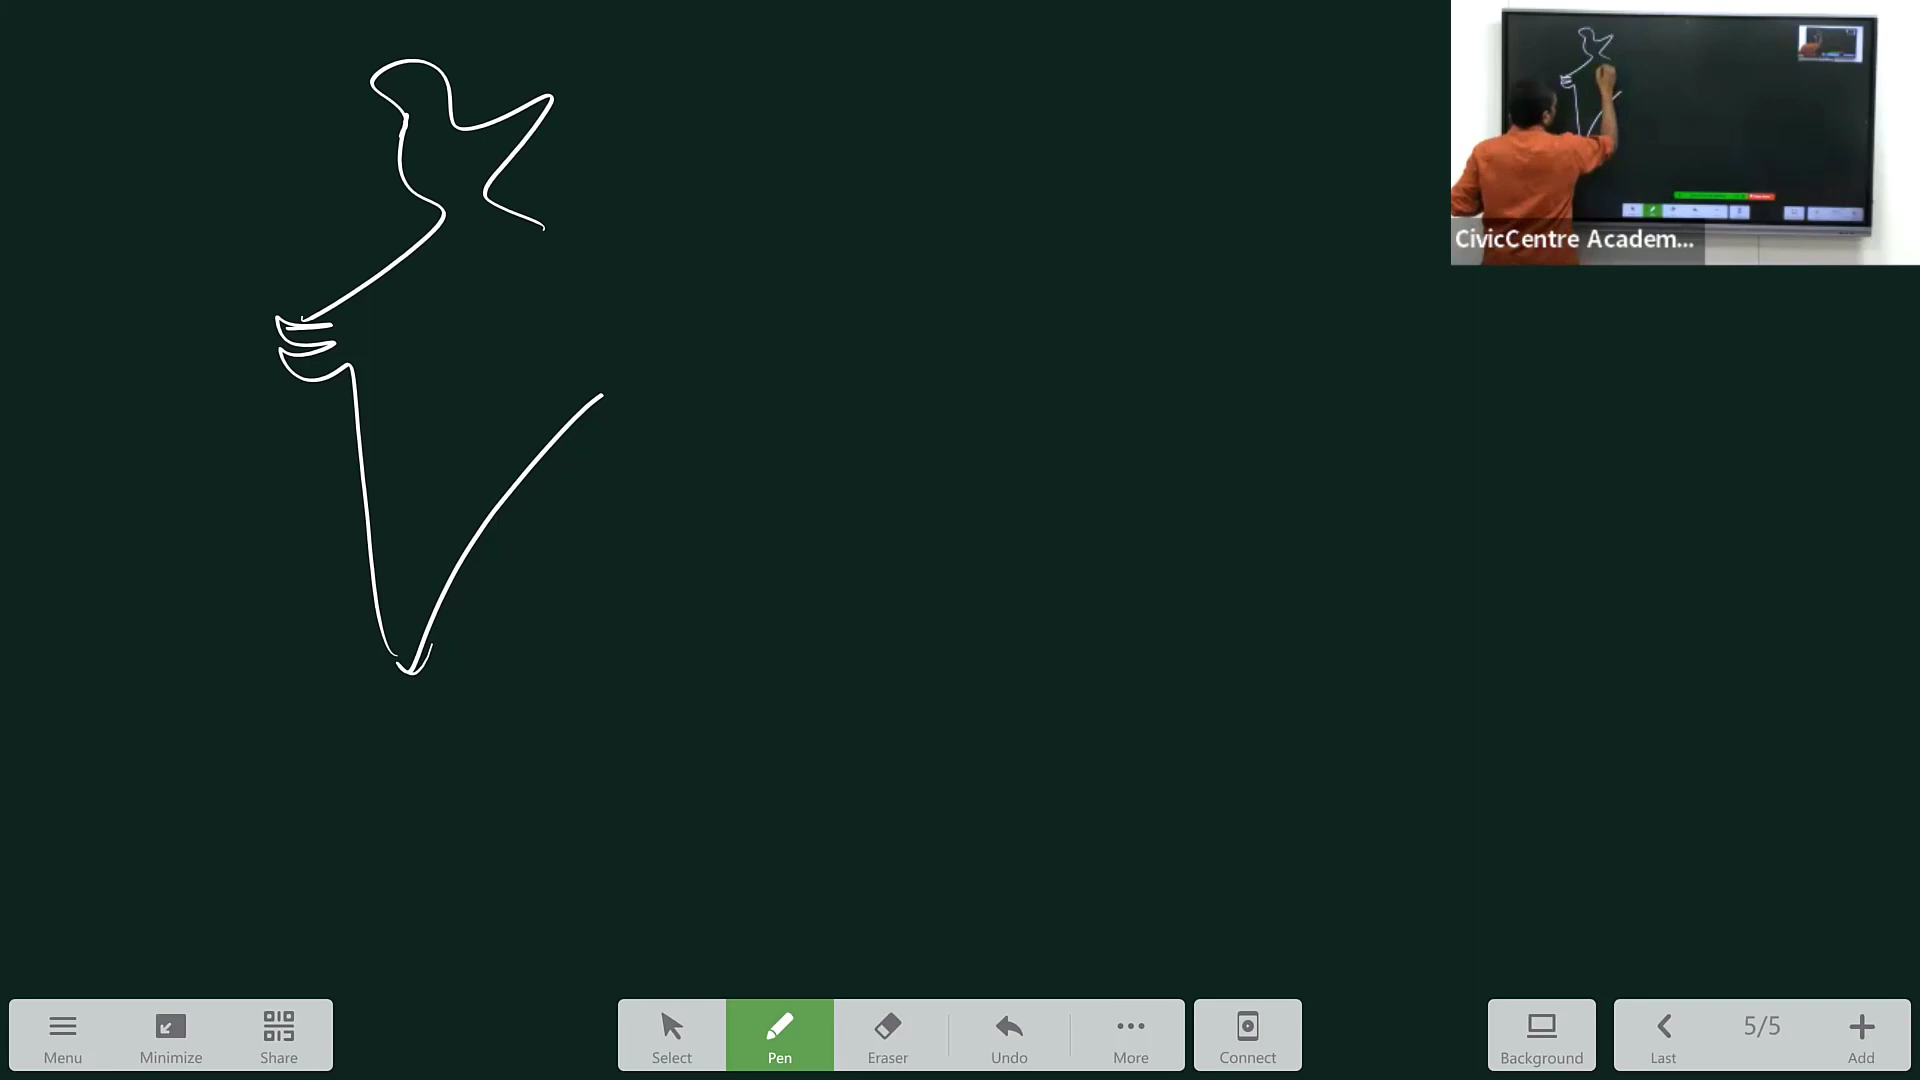 CivicCentre Academ...
Menu
Minimize
Share
Select
Pen
Eraser
Undo
More
Connect
Background
Last
5/5
Add